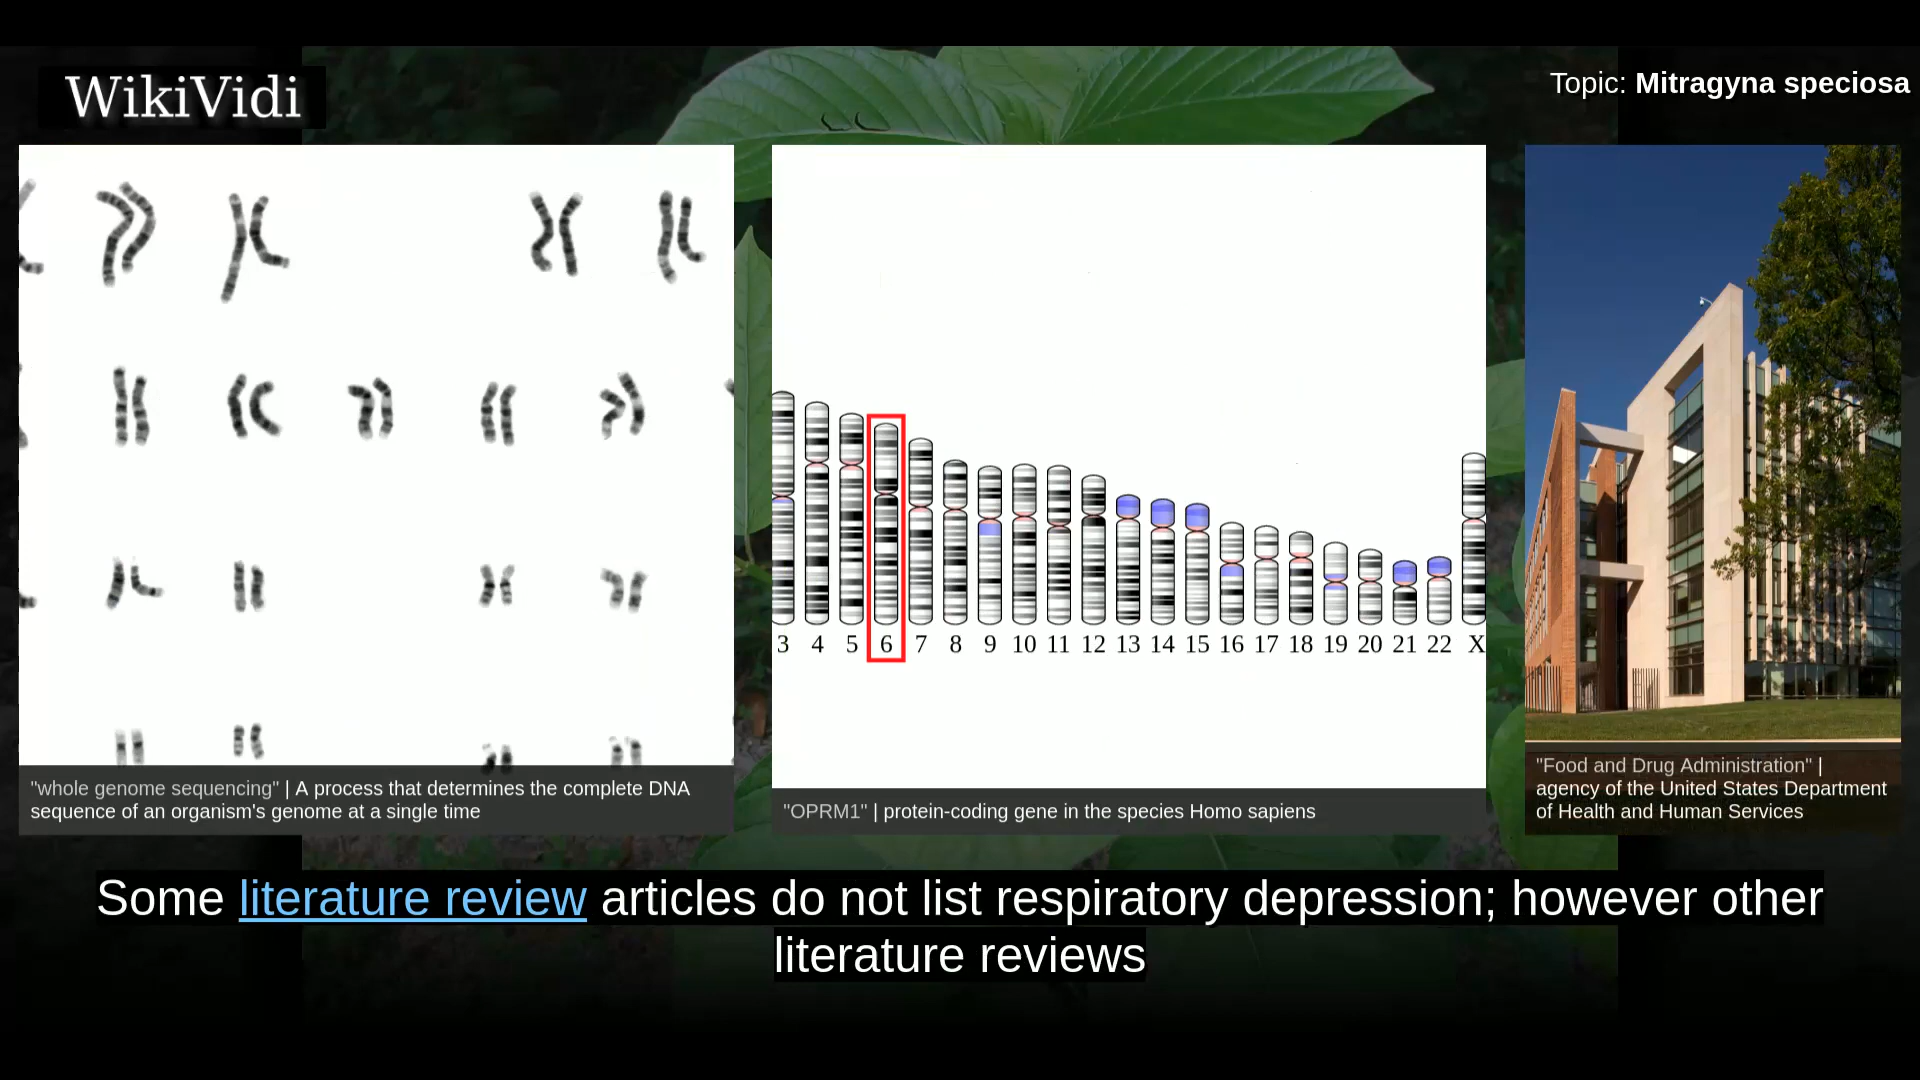 WikiVidi
Topic: Mitragyna speciosa
3 4 5 6 7 8 9 10 11 12 13 14 15 16 17 18 19 20 21 22 X
"whole genome sequencing" | A process that determines the complete DNA
sequence of an organism's genome at a single time
"OPRM1" | protein-coding gene in the species Homo sapiens
"Food and Drug Administration" |
agency of the United States Department
of Health and Human Services
Some literature review articles do not list respiratory depression; however other
literature reviews